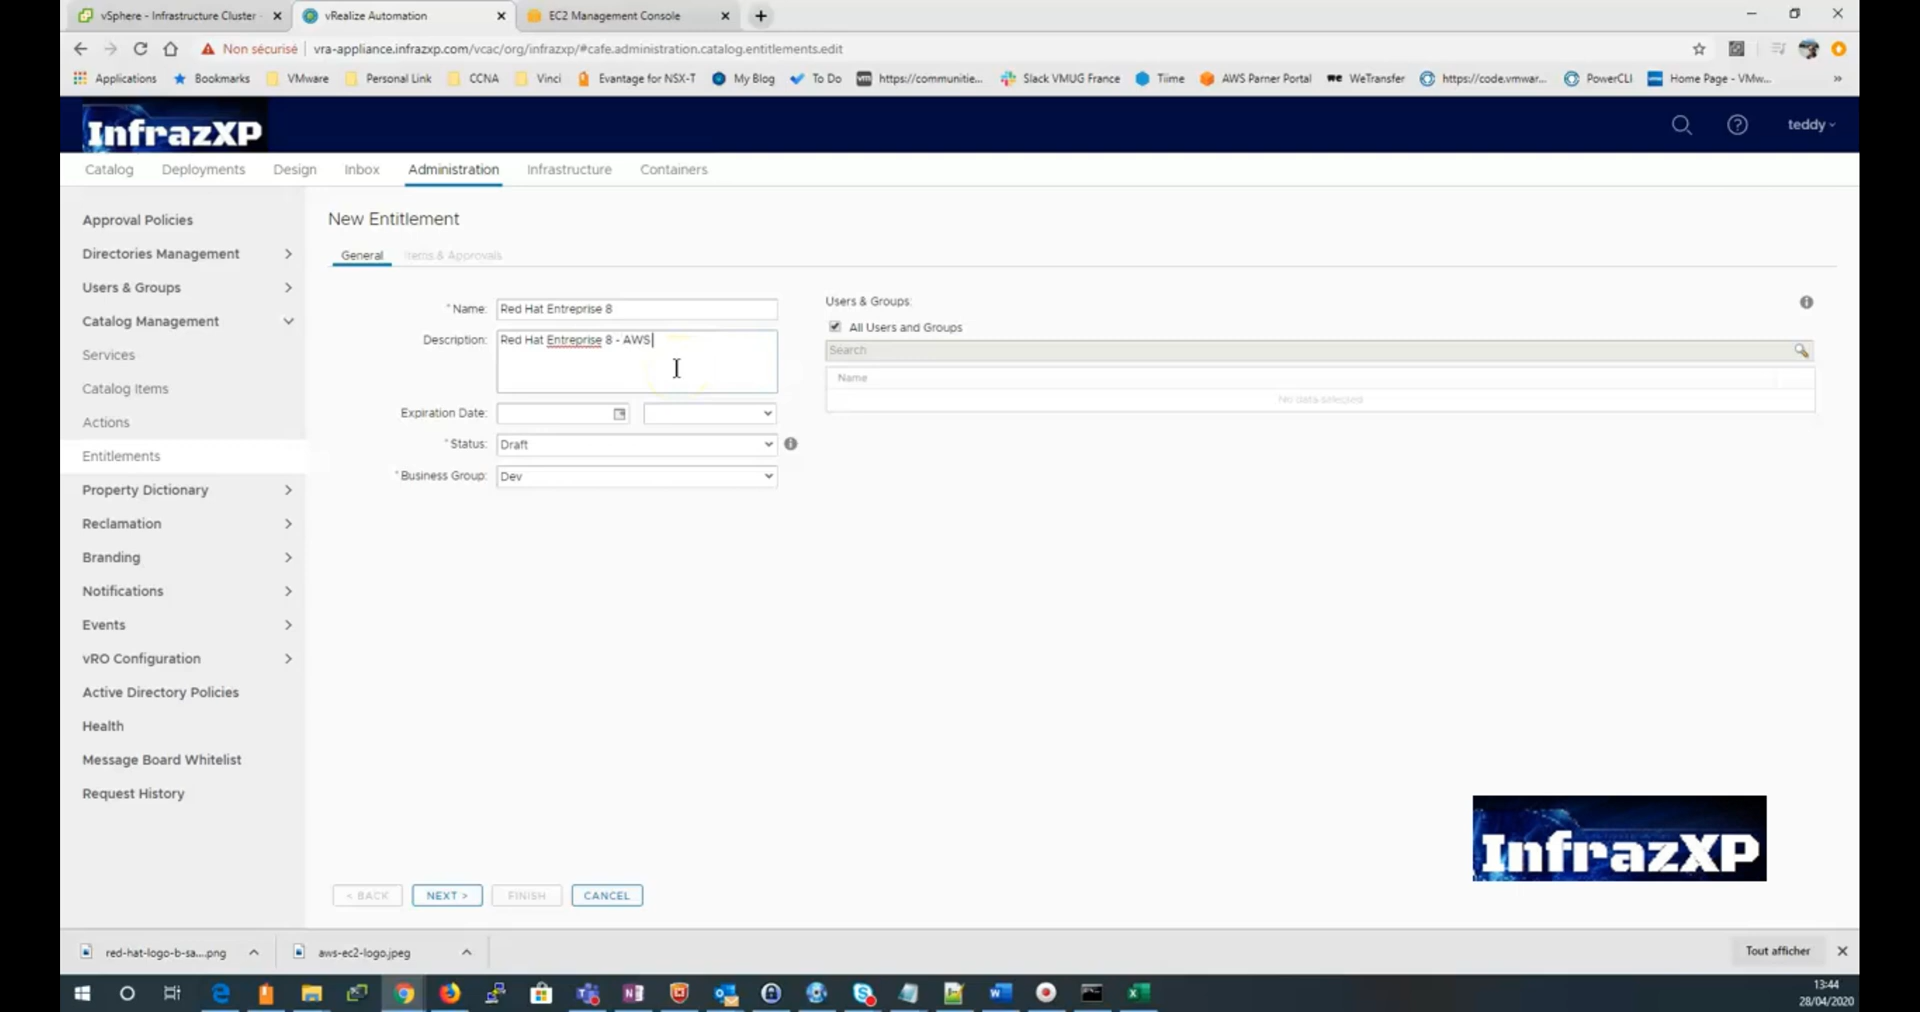 vSphere - Infrastructure Cluster
vRealize Automation
EC2 Management Console
Non sécurisé
vra-appliance.infrazxp.com/vcac/org/infrazxp/#cafe.administration.catalog.entitlements.edit
Applications
Bookmarks
VMware
Personal Link
CCNA
Vinci
Evantage for NSX-T
My Blog
To Do
https://communitie...
Slack VMUG France
Tiime
AWS Parner Portal
WeTransfer
https://code.vmwar...
PowerCLI
Home Page - VMw...
InfrazXP
teddy
Catalog
Deployments
Design
Inbox
Administration
Infrastructure
Containers
Approval Policies
Directories Management
Users & Groups
Catalog Management
Services
Catalog Items
Actions
Entitlements
Property Dictionary
Reclamation
Branding
Notifications
Events
vRO Configuration
Active Directory Policies
Health
Message Board Whitelist
Request History
New Entitlement
General
Items & Approvals
* Name: Red Hat Entreprise 8
Description: Red Hat Entreprise 8 - AWS
Expiration Date:
* Status: Draft
* Business Group: Dev
Users & Groups:
All Users and Groups
Search
Name
No data selected
InfrazXP
< BACK
NEXT >
FINISH
CANCEL
red-hat-logo-b-sa....png
aws-ec2-logo.jpeg
Tout afficher
13:44
28/04/2020